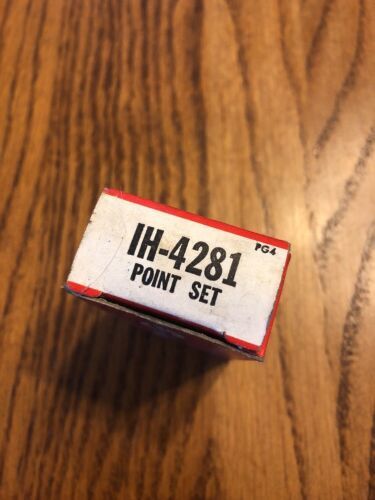 PG4
IH-4281
POINT SET